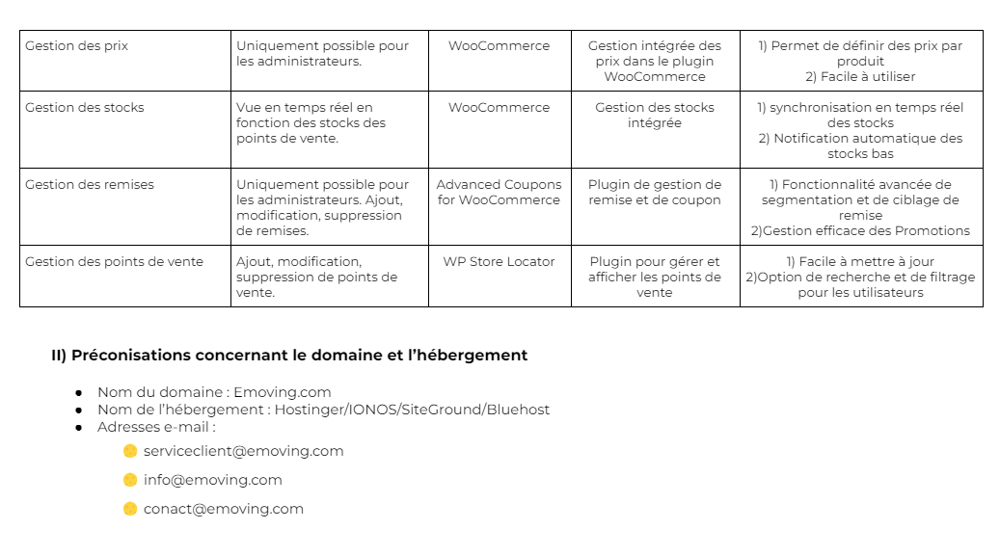 Gestion des prix
Uniquement possible pour
les administrateurs.
WooCommerce
Gestion intégrée des
prix dans le plugin
WooCommerce
1) Permet de définir des prix par
produit
2) Facile à utiliser
Gestion des stocks
Vue en temps réel en
fonction des stocks des
points de vente.
WooCommerce
Gestion des stocks
intégrée
1) synchronisation en temps réel
des stocks
2) Notification automatique des
stocks bas
Gestion des remises
Uniquement possible pour
les administrateurs. Ajout,
modification, suppression
de remises.
Advanced Coupons
for WooCommerce
Plugin de gestion de
remise et de coupon
1) Fonctionnalité avancée de
segmentation et de ciblage de
remise
2)Gestion efficace des Promotions
Gestion des points de vente
Ajout, modification,
suppression de points de
vente.
WP Store Locator
Plugin pour gérer et
afficher les points de
vente
1) Facile à mettre à jour
2)Option de recherche et de filtrage
pour les utilisateurs
II) Préconisations concernant le domaine et l’hébergement
● Nom du domaine : Emoving.com
● Nom de l’hébergement : Hostinger/IONOS/SiteGround/Bluehost
● Adresses e-mail :
serviceclient@emoving.com
info@emoving.com
conact@emoving.com